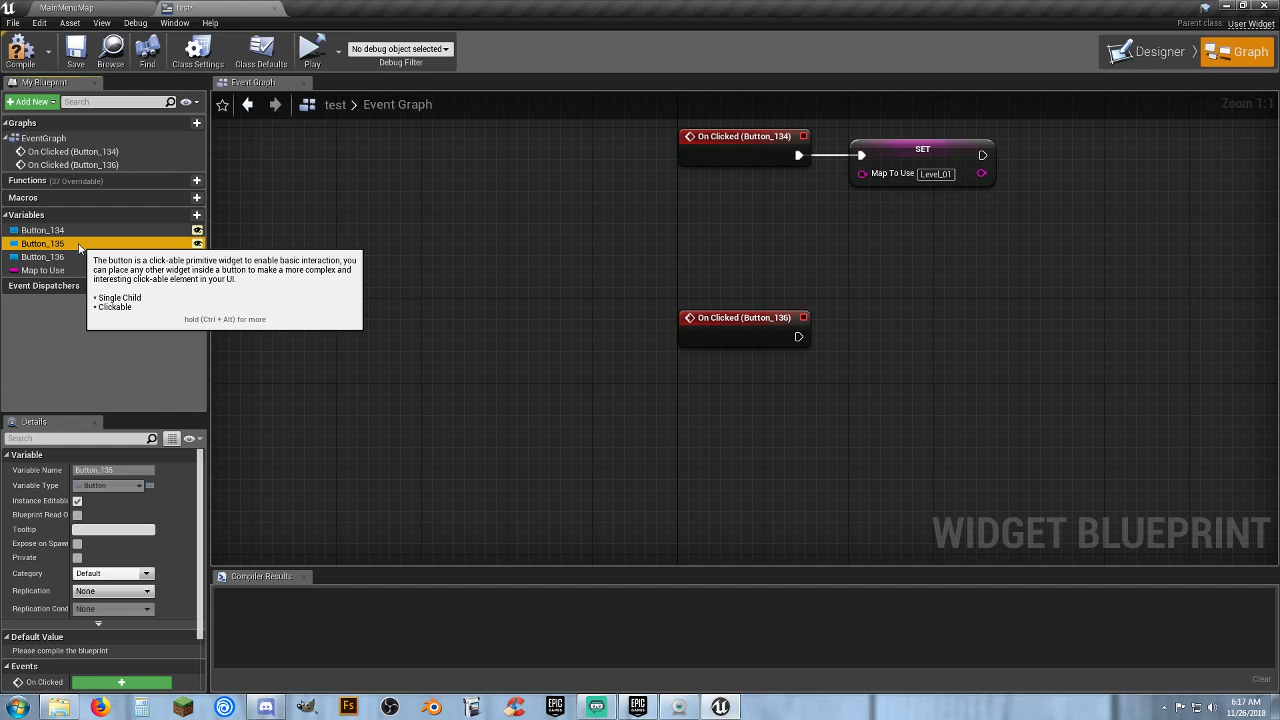 MainMenuMap
test*
File Edit Asset View Debug Window Help
Parent class: User Widget
Compile
Save
Browse
Find
Class Settings
Class Defaults
Play
No debug object selected
Debug Filter
Designer
Graph
My Blueprint
Event Graph
+Add New
Search
test > Event Graph
Zoom 1:1
Graphs
EventGraph
On Clicked (Button_134)
On Clicked (Button_136)
Functions (37 Overridable)
Macros
Variables
Button_134
Button_135
Button_136
Map to Use
Event Dispatchers
The button is a click-able primitive widget to enable basic interaction, you
can place any other widget inside a button to make a more complex and
interesting click-able element in your UI.
• Single Child
• Clickable
hold (Ctrl + Alt) for more
On Clicked (Button_134)
SET
Map To Use Level_01
On Clicked (Button_136)
WIDGET BLUEPRINT
Details
Search
Variable
Variable Name Button_135
Variable Type Button
Instance Editable
Blueprint Read O
Tooltip
Expose on Spawn
Private
Category Default
Replication None
Replication Cond None
Default Value
Please compile the blueprint
Events
On Clicked +
Compiler Results
Clear
Fs
EPIC GAMES
EPIC GAMES
6:17 AM
11/26/2018